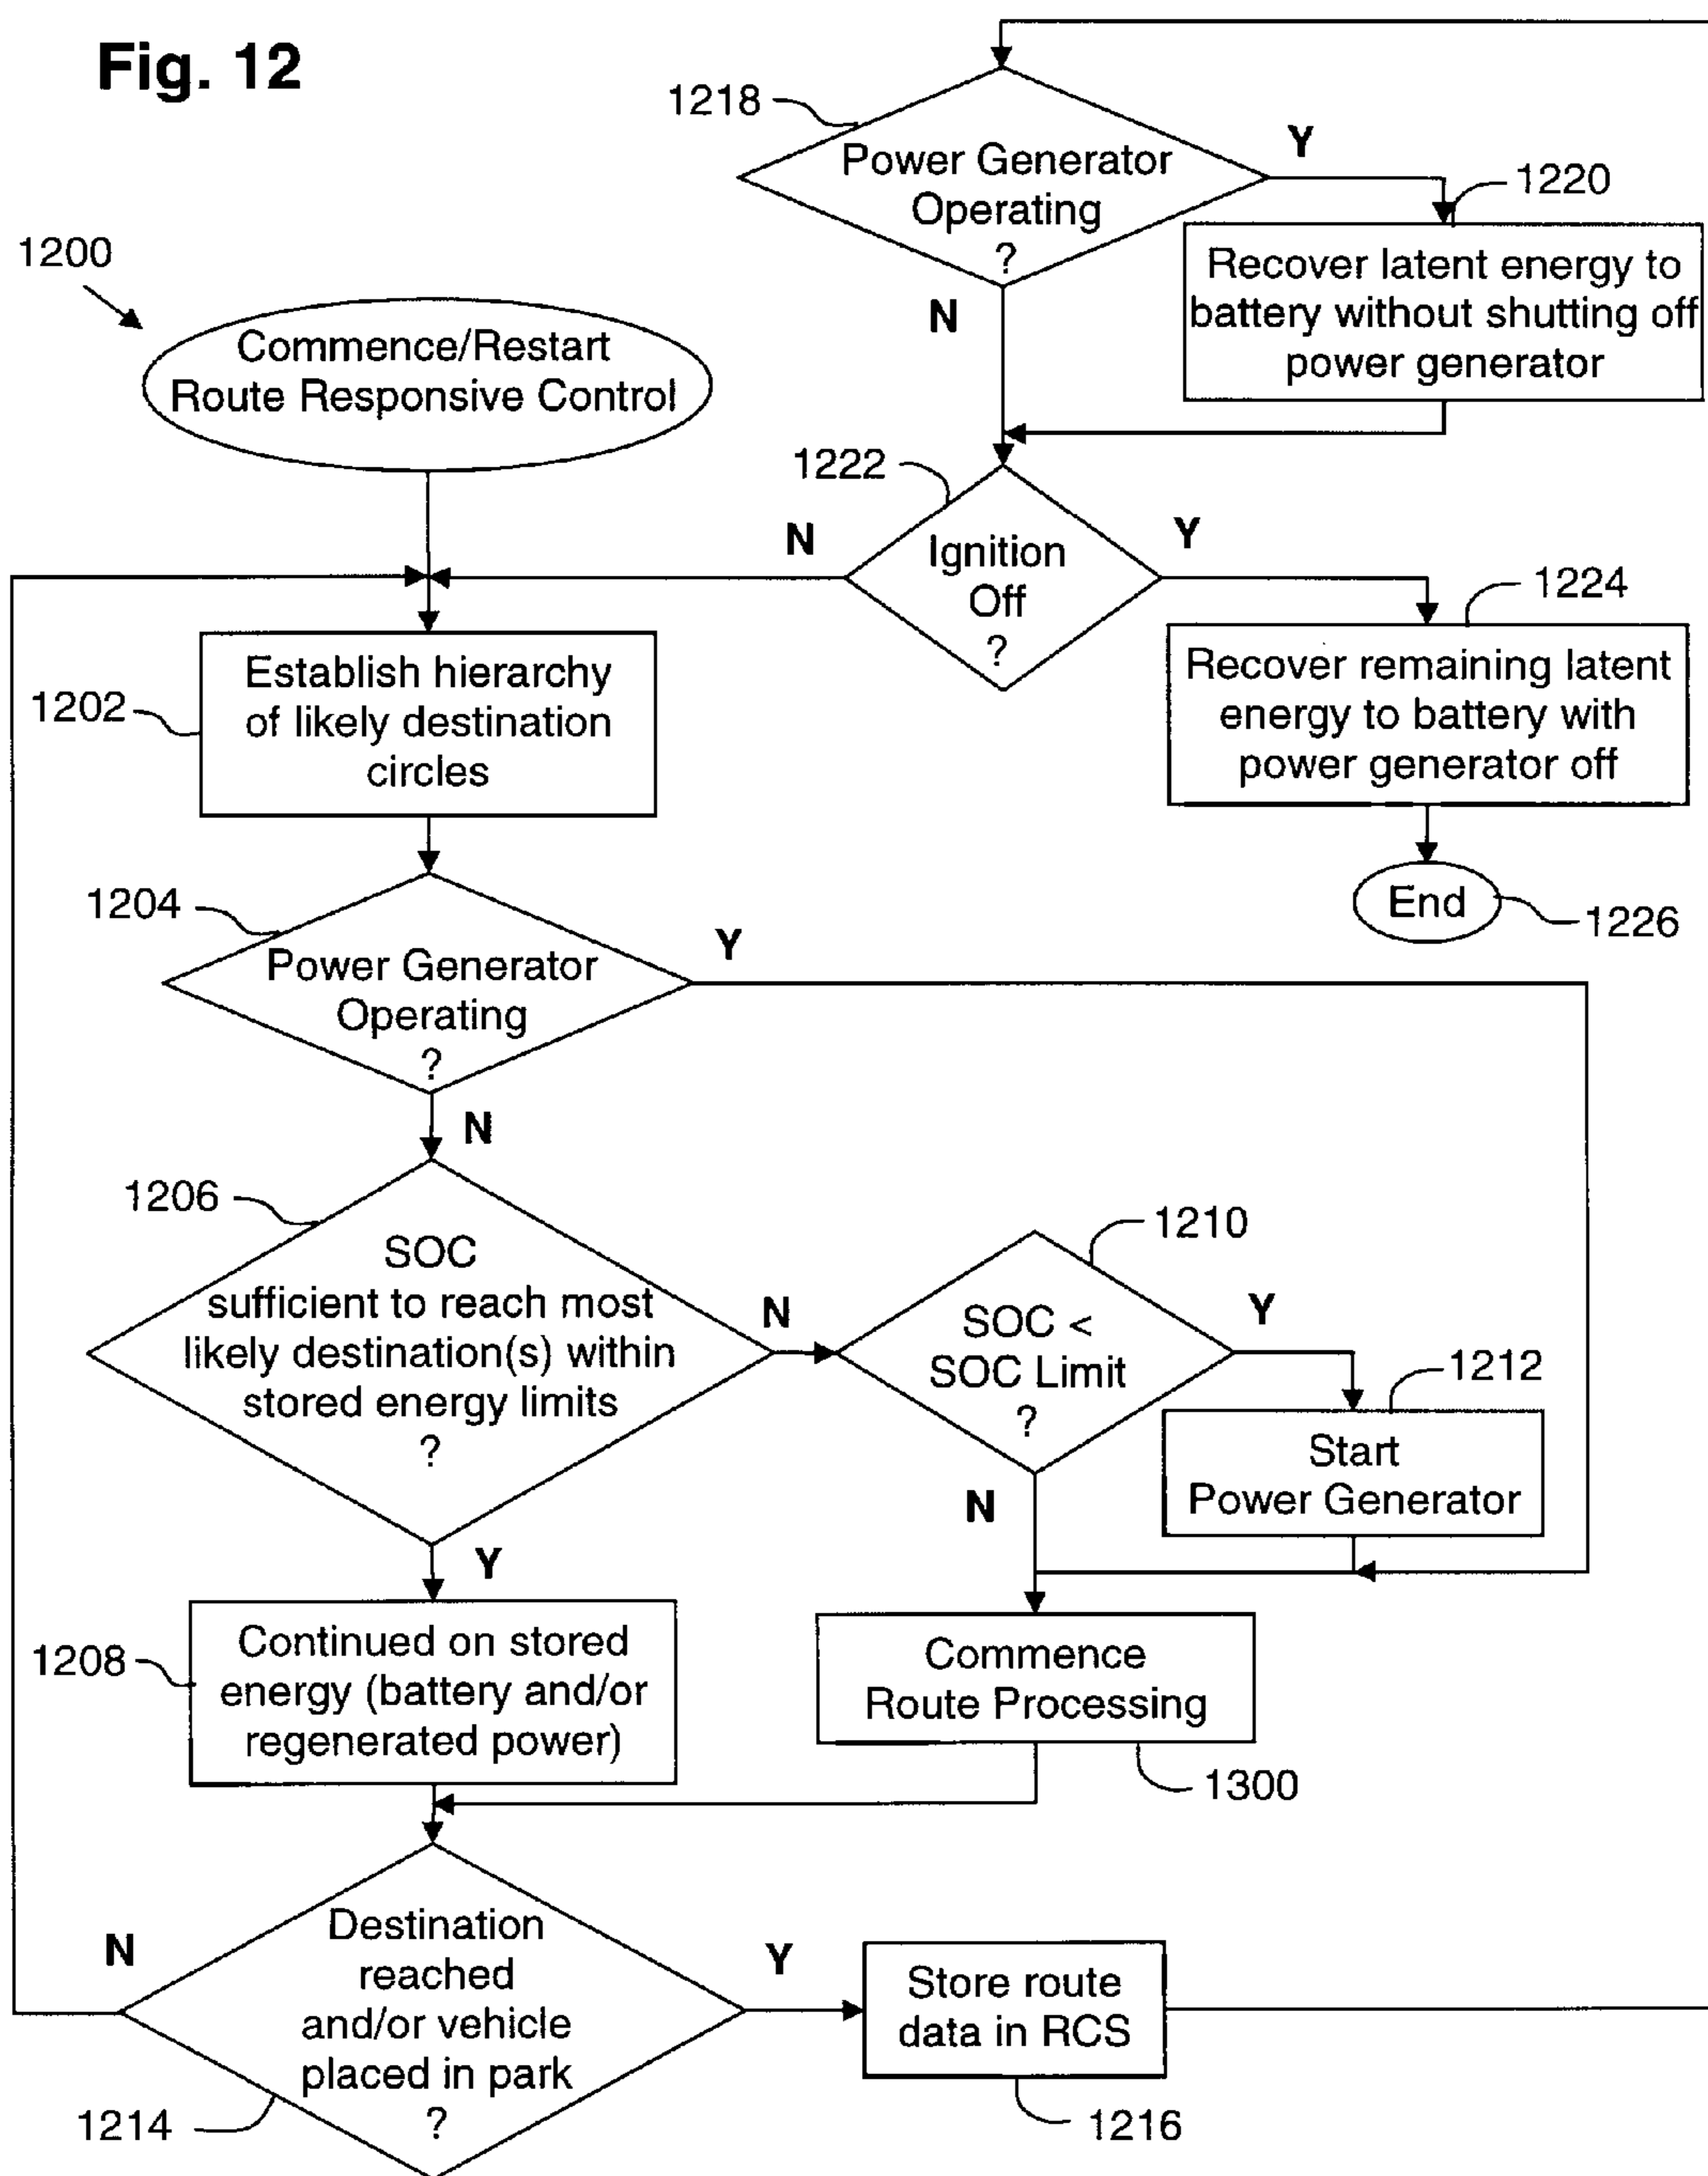 Fig. 12
1218
Power Generator
Operating
?
Y
N
1220
Recover latent energy to
battery without shutting off
power generator
1200
Commence/Restart
Route Responsive Control
1222
Ignition
Off
?
N
Y
1224
Recover remaining latent
energy to battery with
power generator off
End
1226
1202
Establish hierarchy
of likely destination
circles
1204
Power Generator
Operating
?
Y
N
1206
SOC
sufficient to reach most
likely destination(s) within
stored energy limits
?
N
Y
1210
SOC <
SOC Limit
?
Y
N
1212
Start
Power Generator
1208
Continued on stored
energy (battery and/or
regenerated power)
Commence
Route Processing
1300
Destination
reached
and/or vehicle
placed in park
?
N
Y
1214
Store route
data in RCS
1216